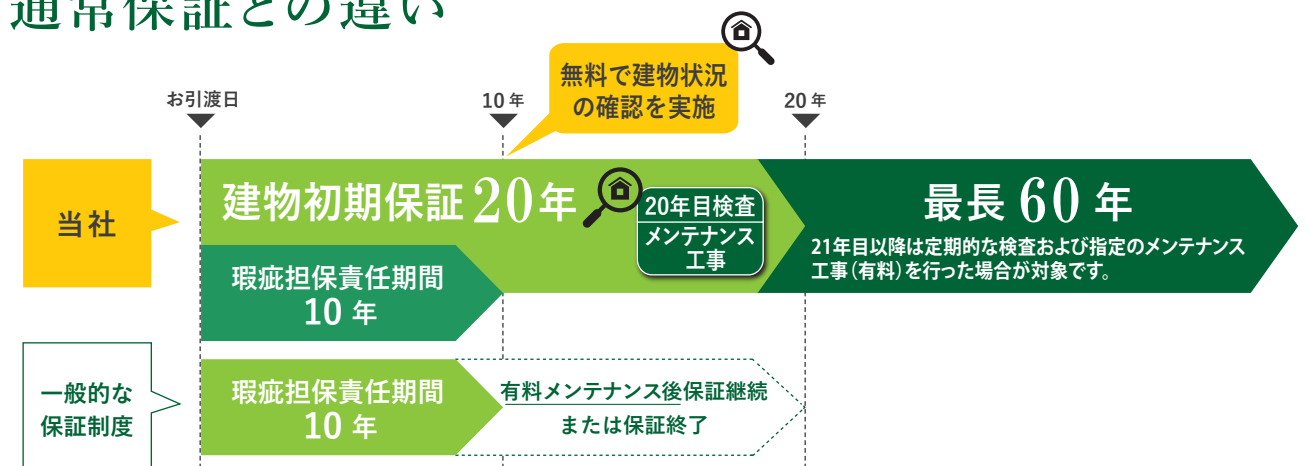 通常保証との違い
無料で建物状況
の確認を実施
お引渡日
10年
20年
当社
建物初期保証20年
20年目検査
メンテナンス
工事
最長60年
21年目以降は定期的な検査および指定のメンテナンス
工事(有料)を行った場合が対象です。
瑕疵担保責任期間
10年
一般的な
保証制度
瑕疵担保責任期間
10年
有料メンテナンス後保証継続
または保証終了